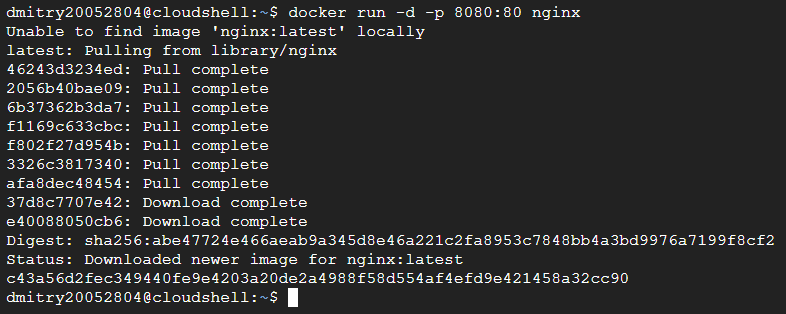 dmitry20052804@cloudshell:~$ docker run -d -p 8080:80 nginx
Unable to find image 'nginx:latest' locally
latest: Pulling from library/nginx
46243d3234ed: Pull complete
2056b40bae09: Pull complete
6b37362b3da7: Pull complete
f1169c633cbc: Pull complete
f802f27d954b: Pull complete
3326c3817340: Pull complete
afa8dec48454: Pull complete
37d8c7707e42: Download complete
e40088050cb6: Download complete
Digest: sha256:abe47724e466aeab9a345d8e46a221c2fa8953c7848bb4a3bd9976a7199f8cf2
Status: Downloaded newer image for nginx:latest
c43a56d2fec349440fe9e4203a20de2a4988f58d554af4efd9e421458a32cc90
dmitry20052804@cloudshell:~$